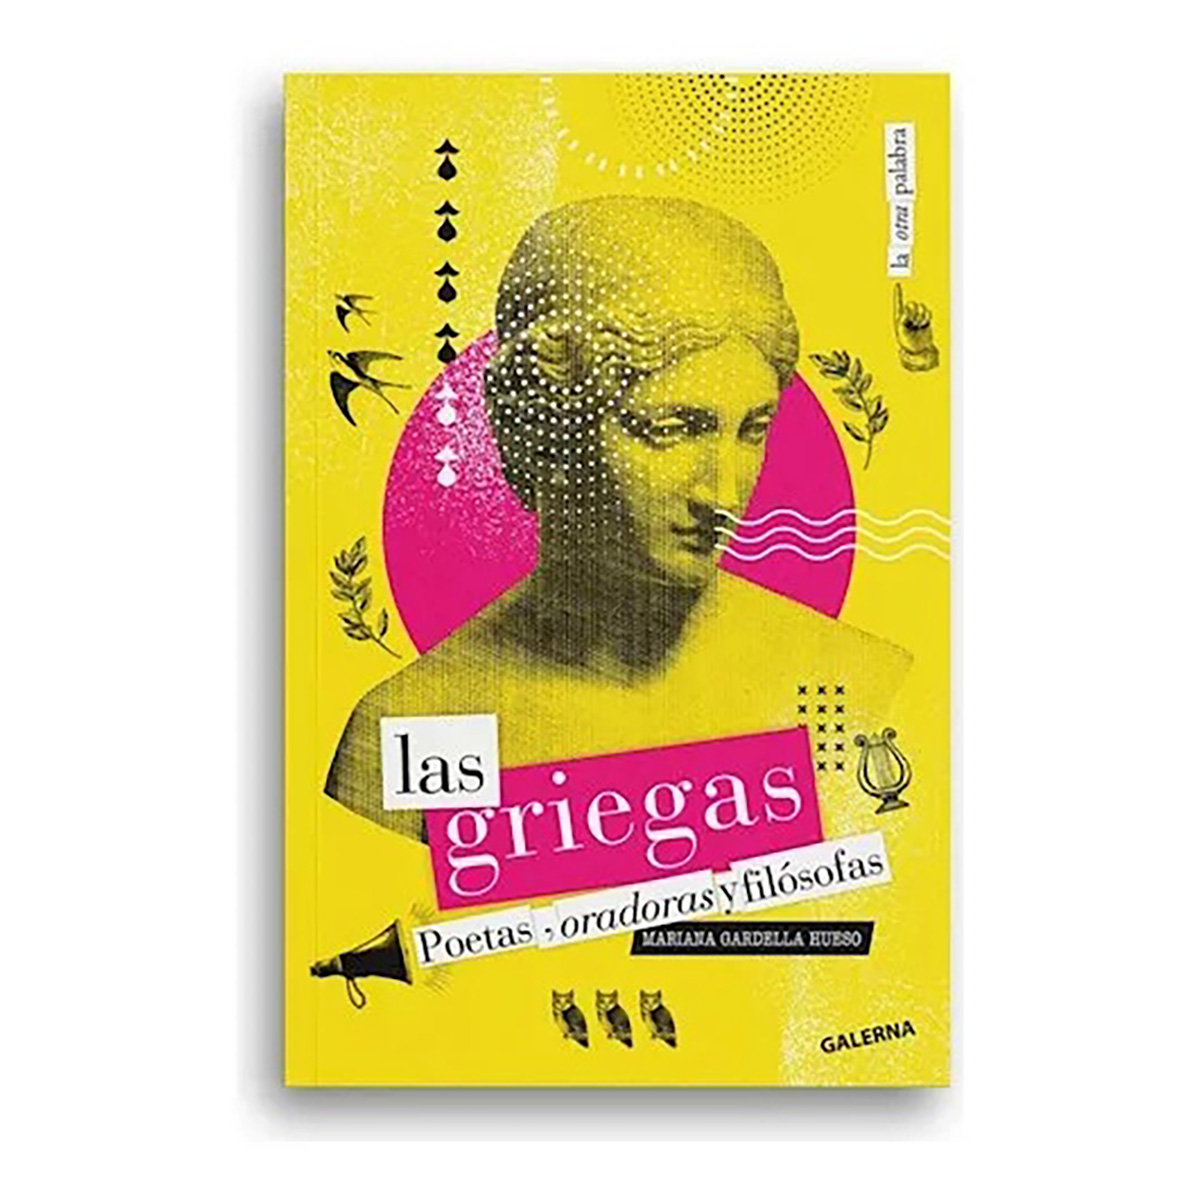 la otra palabra
las
griegas
Poetas, oradoras y filósofas
MARIANA GARDELLA HUESO
GALERNA